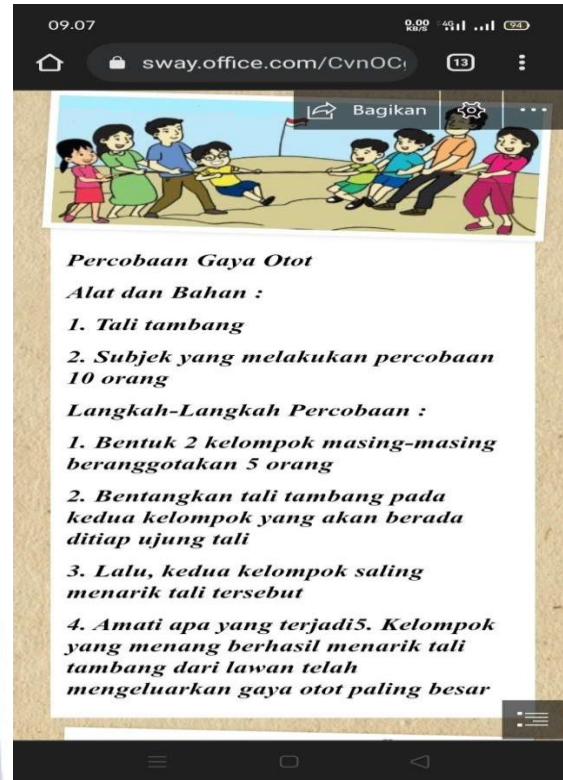 09.07
0.00 KB/S 4G 94
sway.office.com/CvnOC
13
Bagikan
Percobaan Gaya Otot
Alat dan Bahan :
1. Tali tambang
2. Subjek yang melakukan percobaan
10 orang
Langkah-Langkah Percobaan :
1. Bentuk 2 kelompok masing-masing
beranggotakan 5 orang
2. Bentangkan tali tambang pada
kedua kelompok yang akan berada
ditiap ujung tali
3. Lalu, kedua kelompok saling
menarik tali tersebut
4. Amati apa yang terjadi5. Kelompok
yang menang berhasil menarik tali
tambang dari lawan telah
mengeluarkan gaya otot paling besar